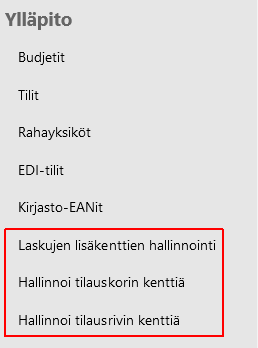 Ylläpito
Budjetit
Tilit
Rahayksiköt
EDI-tilit
Kirjasto-EANit
Laskujen lisäkenttien hallinnointi
Hallinnoi tilauskorin kenttiä
Hallinnoi tilausrivin kenttiä